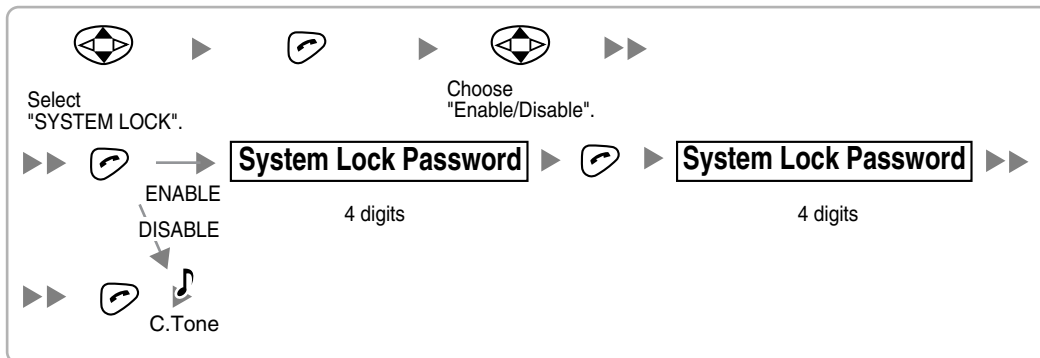 Select
"SYSTEM LOCK".
Choose
"Enable/Disable".
System Lock Password
System Lock Password
ENABLE
4 digits
4 digits
DISABLE
C.Tone